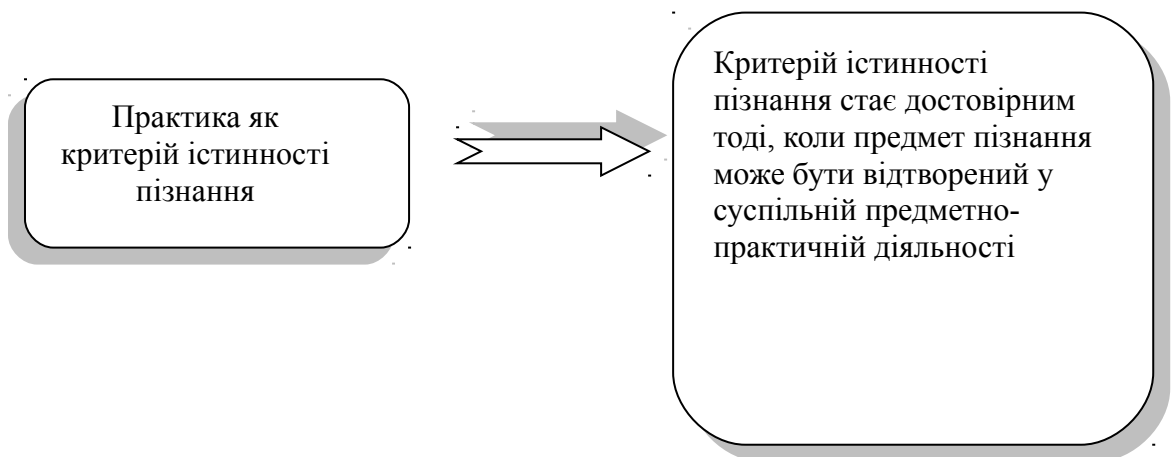 Практика як
критерій істинності
пізнання
Критерій істинності
пізнання стає достовірним
тоді, коли предмет пізнання
може бути відтворений у
суспільній предметно-
практичній діяльності